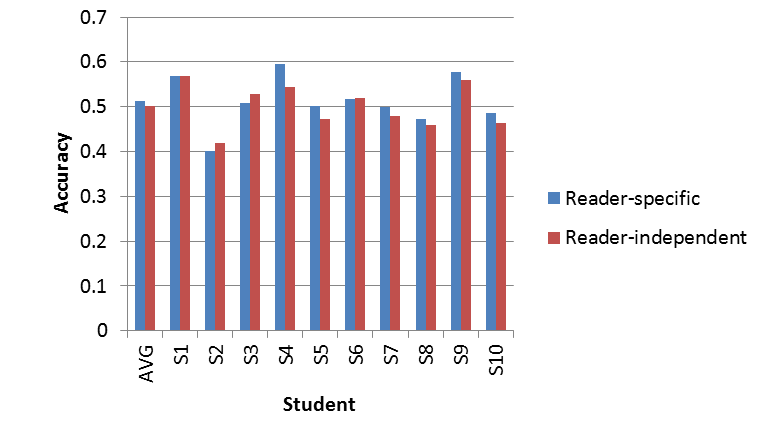 0.7
0.6
0.5
0.4
0.3
0.2
0.1
0
Accuracy
AVG
S1
S2
S3
S4
S5
S6
S7
S8
S9
S10
Student
Reader-specific
Reader-independent